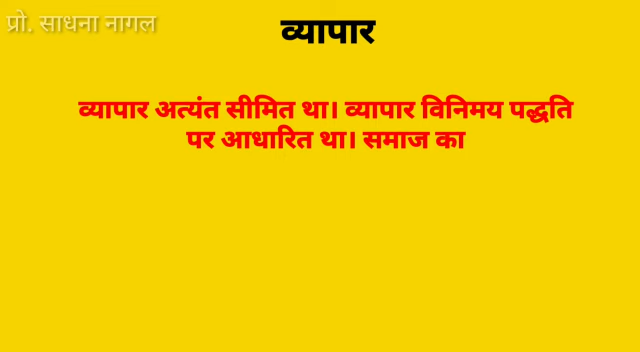 प्रो. साधना नागल
व्यापार
व्यापार अत्यंत सीमित था। व्यापार विनिमय पद्धति
पर आधारित था। समाज का